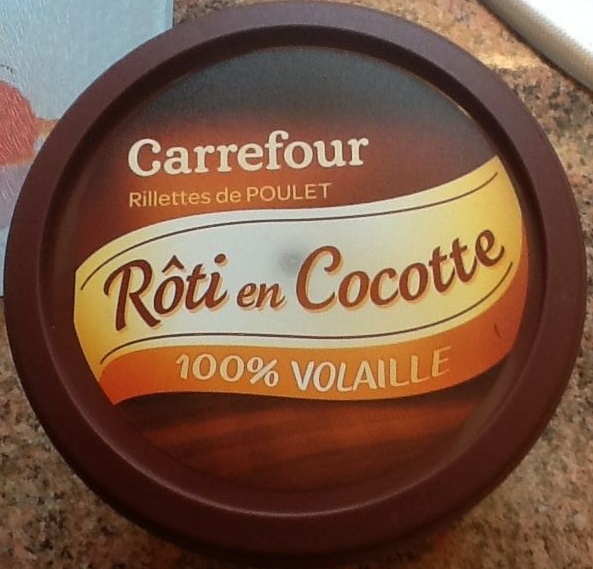 Carrefour
Rillettes de POULET
Rôti en Cocotte
100% VOLAILLE